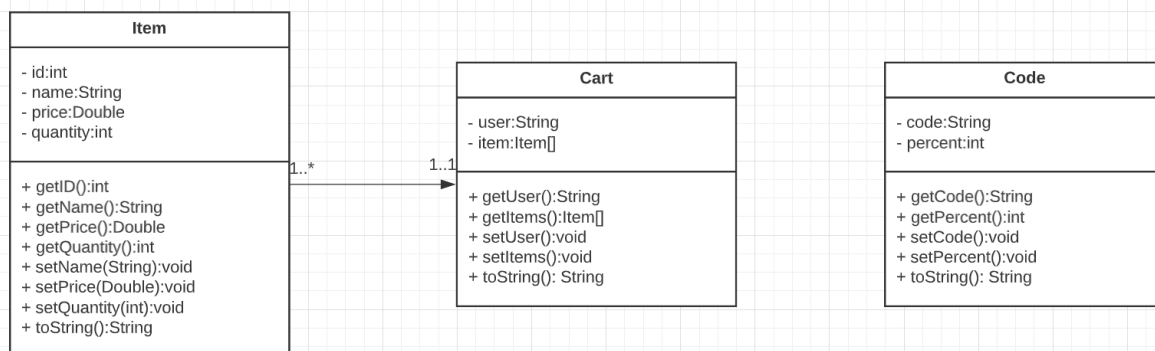 Item
- id:int
- name:String
- price:Double
- quantity:int
+ getID():int
+ getName():String
+ getPrice():Double
+ getQuantity():int
+ setName(String):void
+ setPrice(Double):void
+ setQuantity(int):void
+ toString():String
1..*
1..1
Cart
- user:String
- item:Item[]
+ getUser():String
+ getItems():Item[]
+ setUser():void
+ setItems():void
+ toString(): String
Code
- code:String
- percent:int
+ getCode():String
+ getPercent():int
+ setCode():void
+ setPercent():void
+ toString(): String